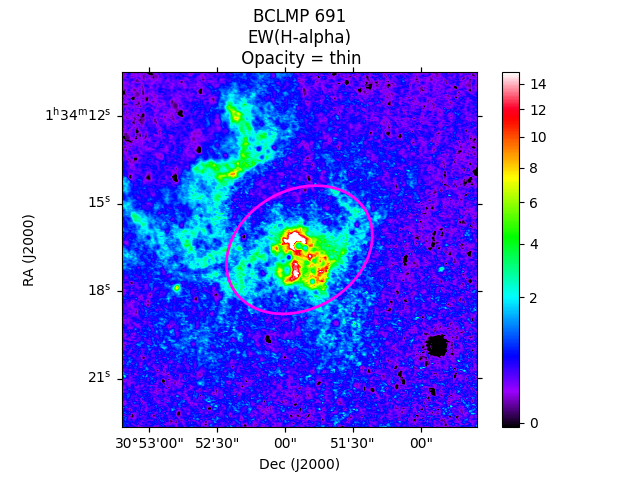 BCLMP 691
EW(H-alpha)
Opacity = thin
1ʰ34ᵐ12ˢ
15ˢ
18ˢ
21ˢ
RA (J2000)
30°53'00" 52'30" 00" 51'30" 00"
Dec (J2000)
14
12
10
8
6
4
2
0